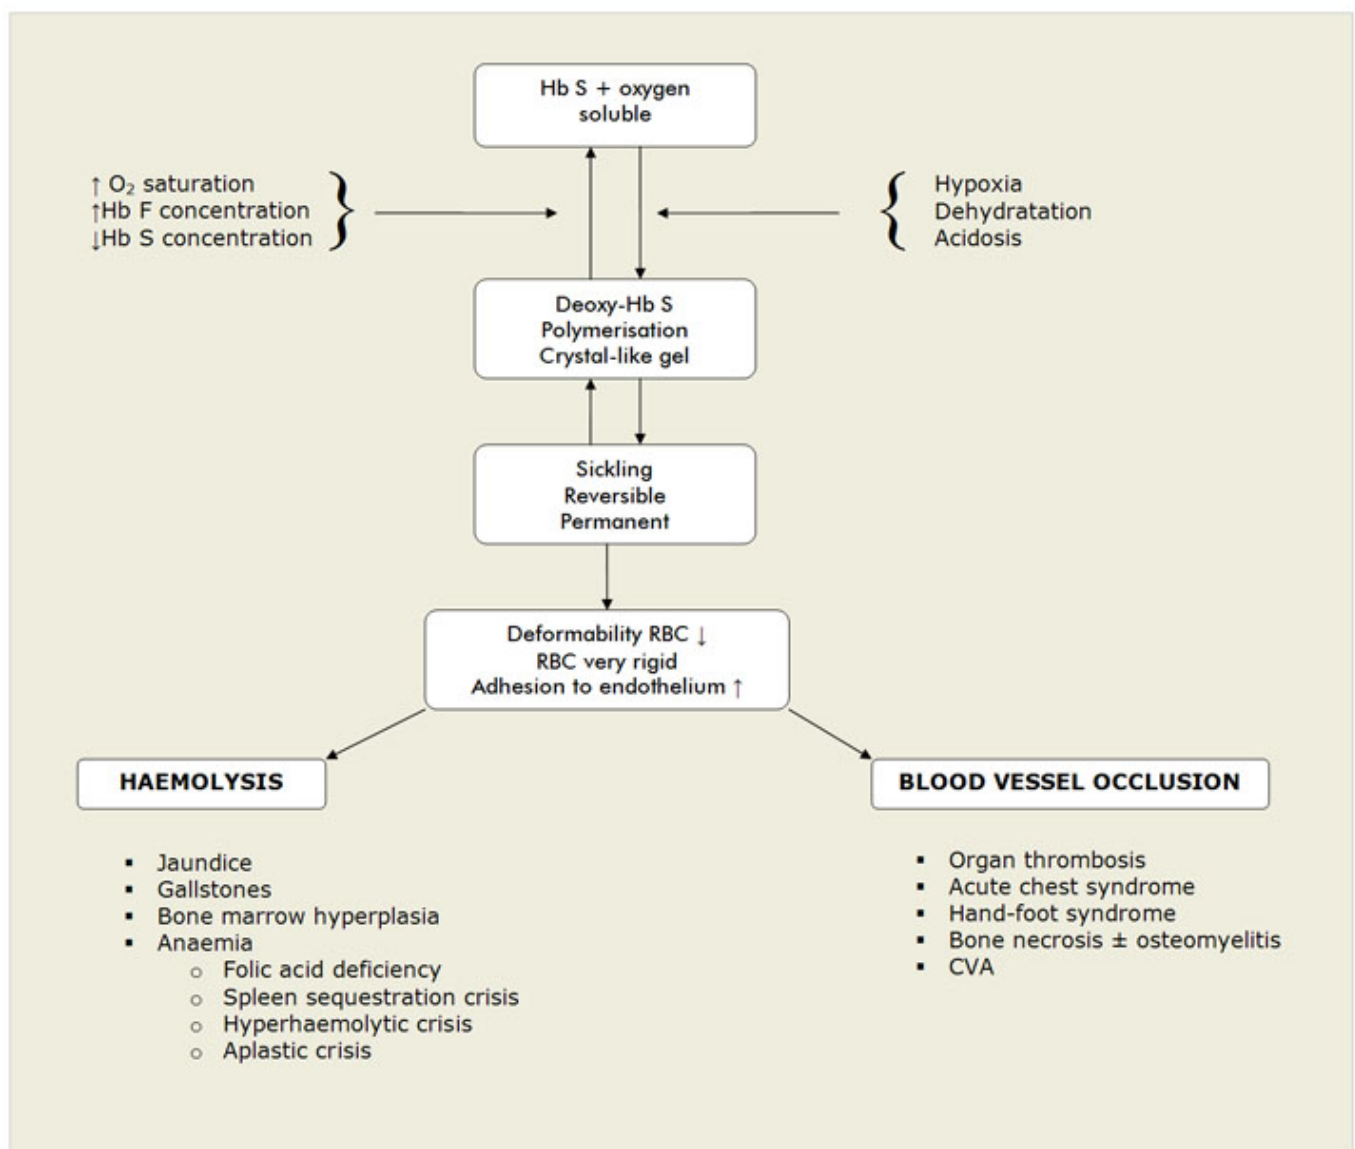 Hb S + oxygen
soluble
↑ O₂ saturation
↑Hb F concentration
↓Hb S concentration
Hypoxia
Dehydratation
Acidosis
Deoxy-Hb S
Polymerisation
Crystal-like gel
Sickling
Reversible
Permanent
Deformability RBC ↓
RBC very rigid
Adhesion to endothelium ↑
HAEMOLYSIS
▪ Jaundice
▪ Gallstones
▪ Bone marrow hyperplasia
▪ Anaemia
o Folic acid deficiency
o Spleen sequestration crisis
o Hyperhaemolytic crisis
o Aplastic crisis
BLOOD VESSEL OCCLUSION
▪ Organ thrombosis
▪ Acute chest syndrome
▪ Hand-foot syndrome
▪ Bone necrosis ± osteomyelitis
▪ CVA